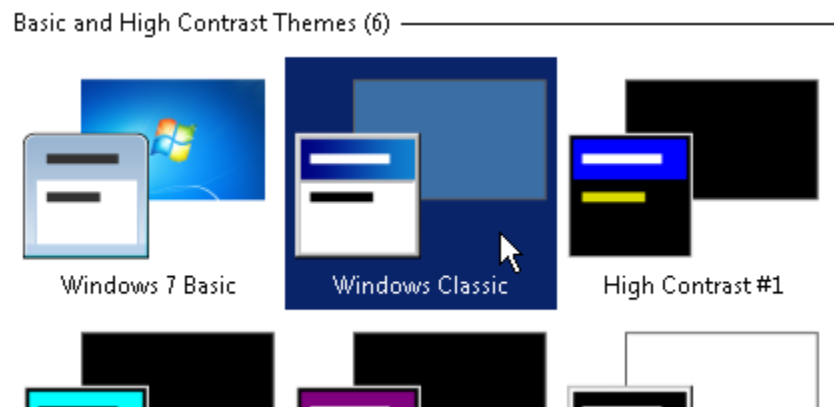 Basic and High Contrast Themes (6)
Windows 7 Basic
Windows Classic
High Contrast #1